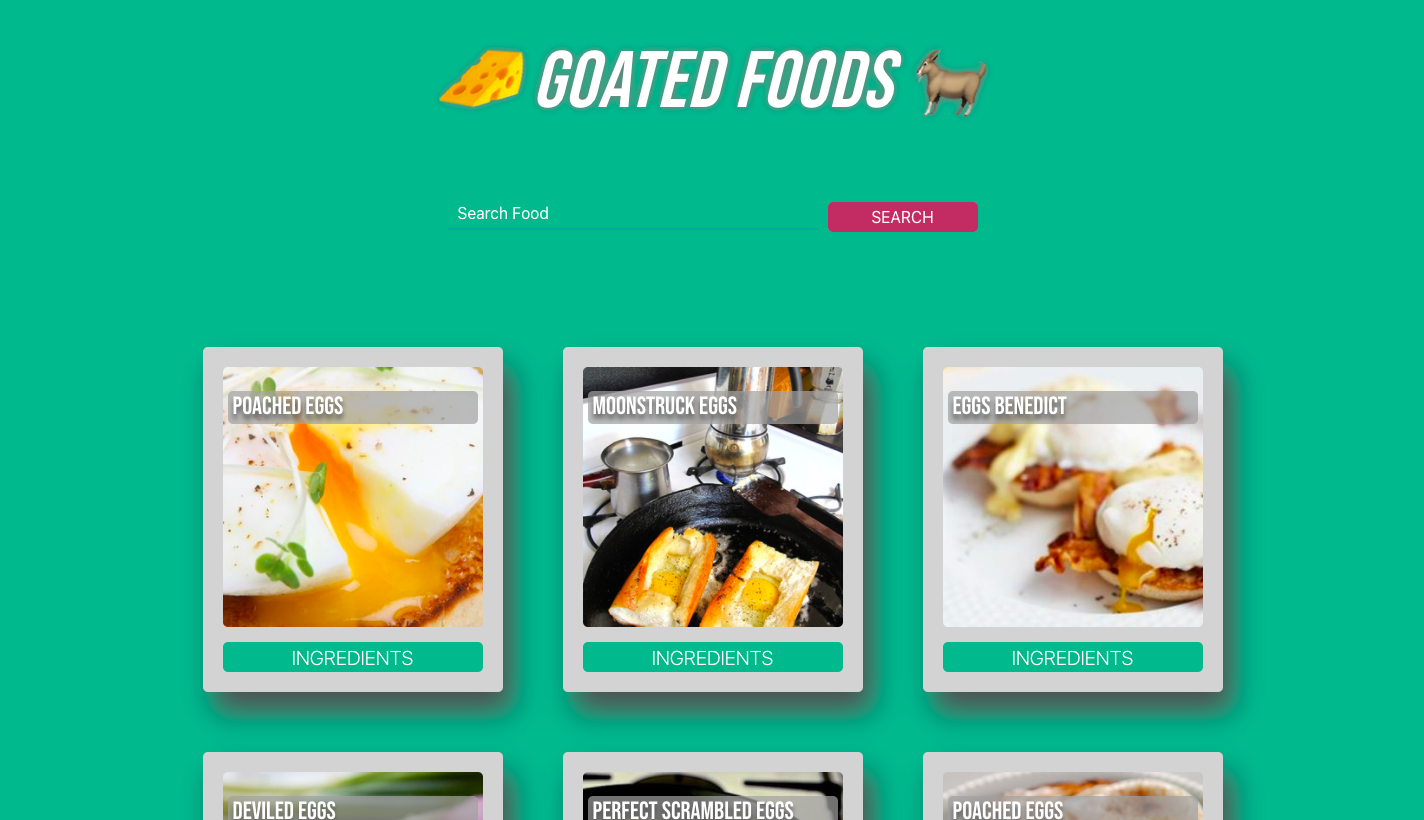 GOATED FOODS
Search Food
SEARCH
POACHED EGGS
MOONSTRUCK EGGS
EGGS BENEDICT
INGREDIENTS
INGREDIENTS
INGREDIENTS
DEVILED EGGS
PERFECT SCRAMBLED EGGS
POACHED EGGS